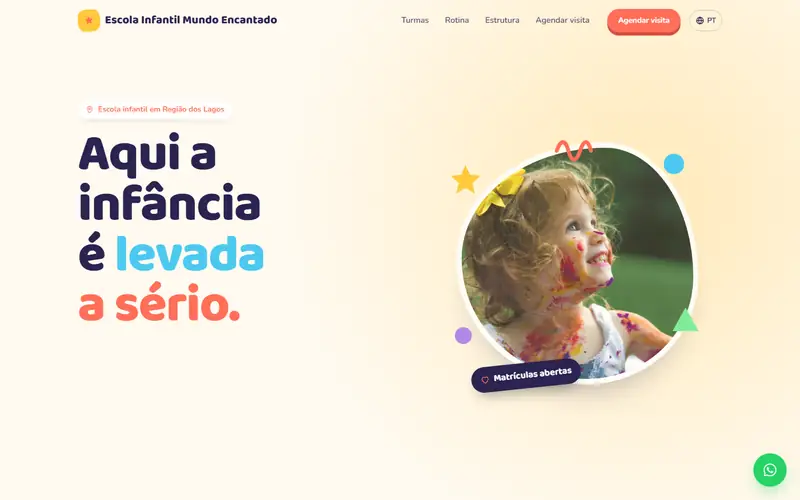 Escola Infantil Mundo Encantado
Turmas
Rotina
Estrutura
Agendar visita
Agendar visita
PT
Escola infantil em Região dos Lagos
Aqui a
infância
é levada
a sério.
Matrículas abertas